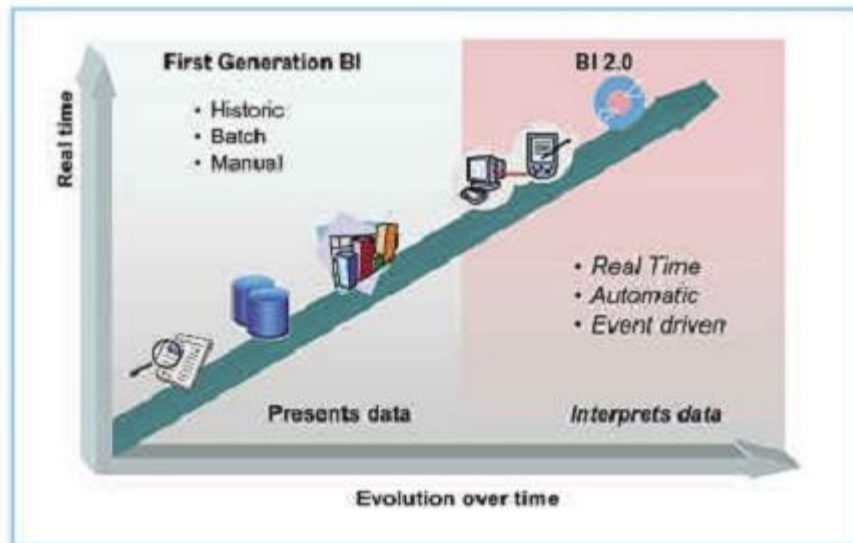 First Generation BI
• Historic
• Batch
• Manual
BI 2.0
Real time
• Real Time
• Automatic
• Event driven
Presents data
Interprets data
Evolution over time